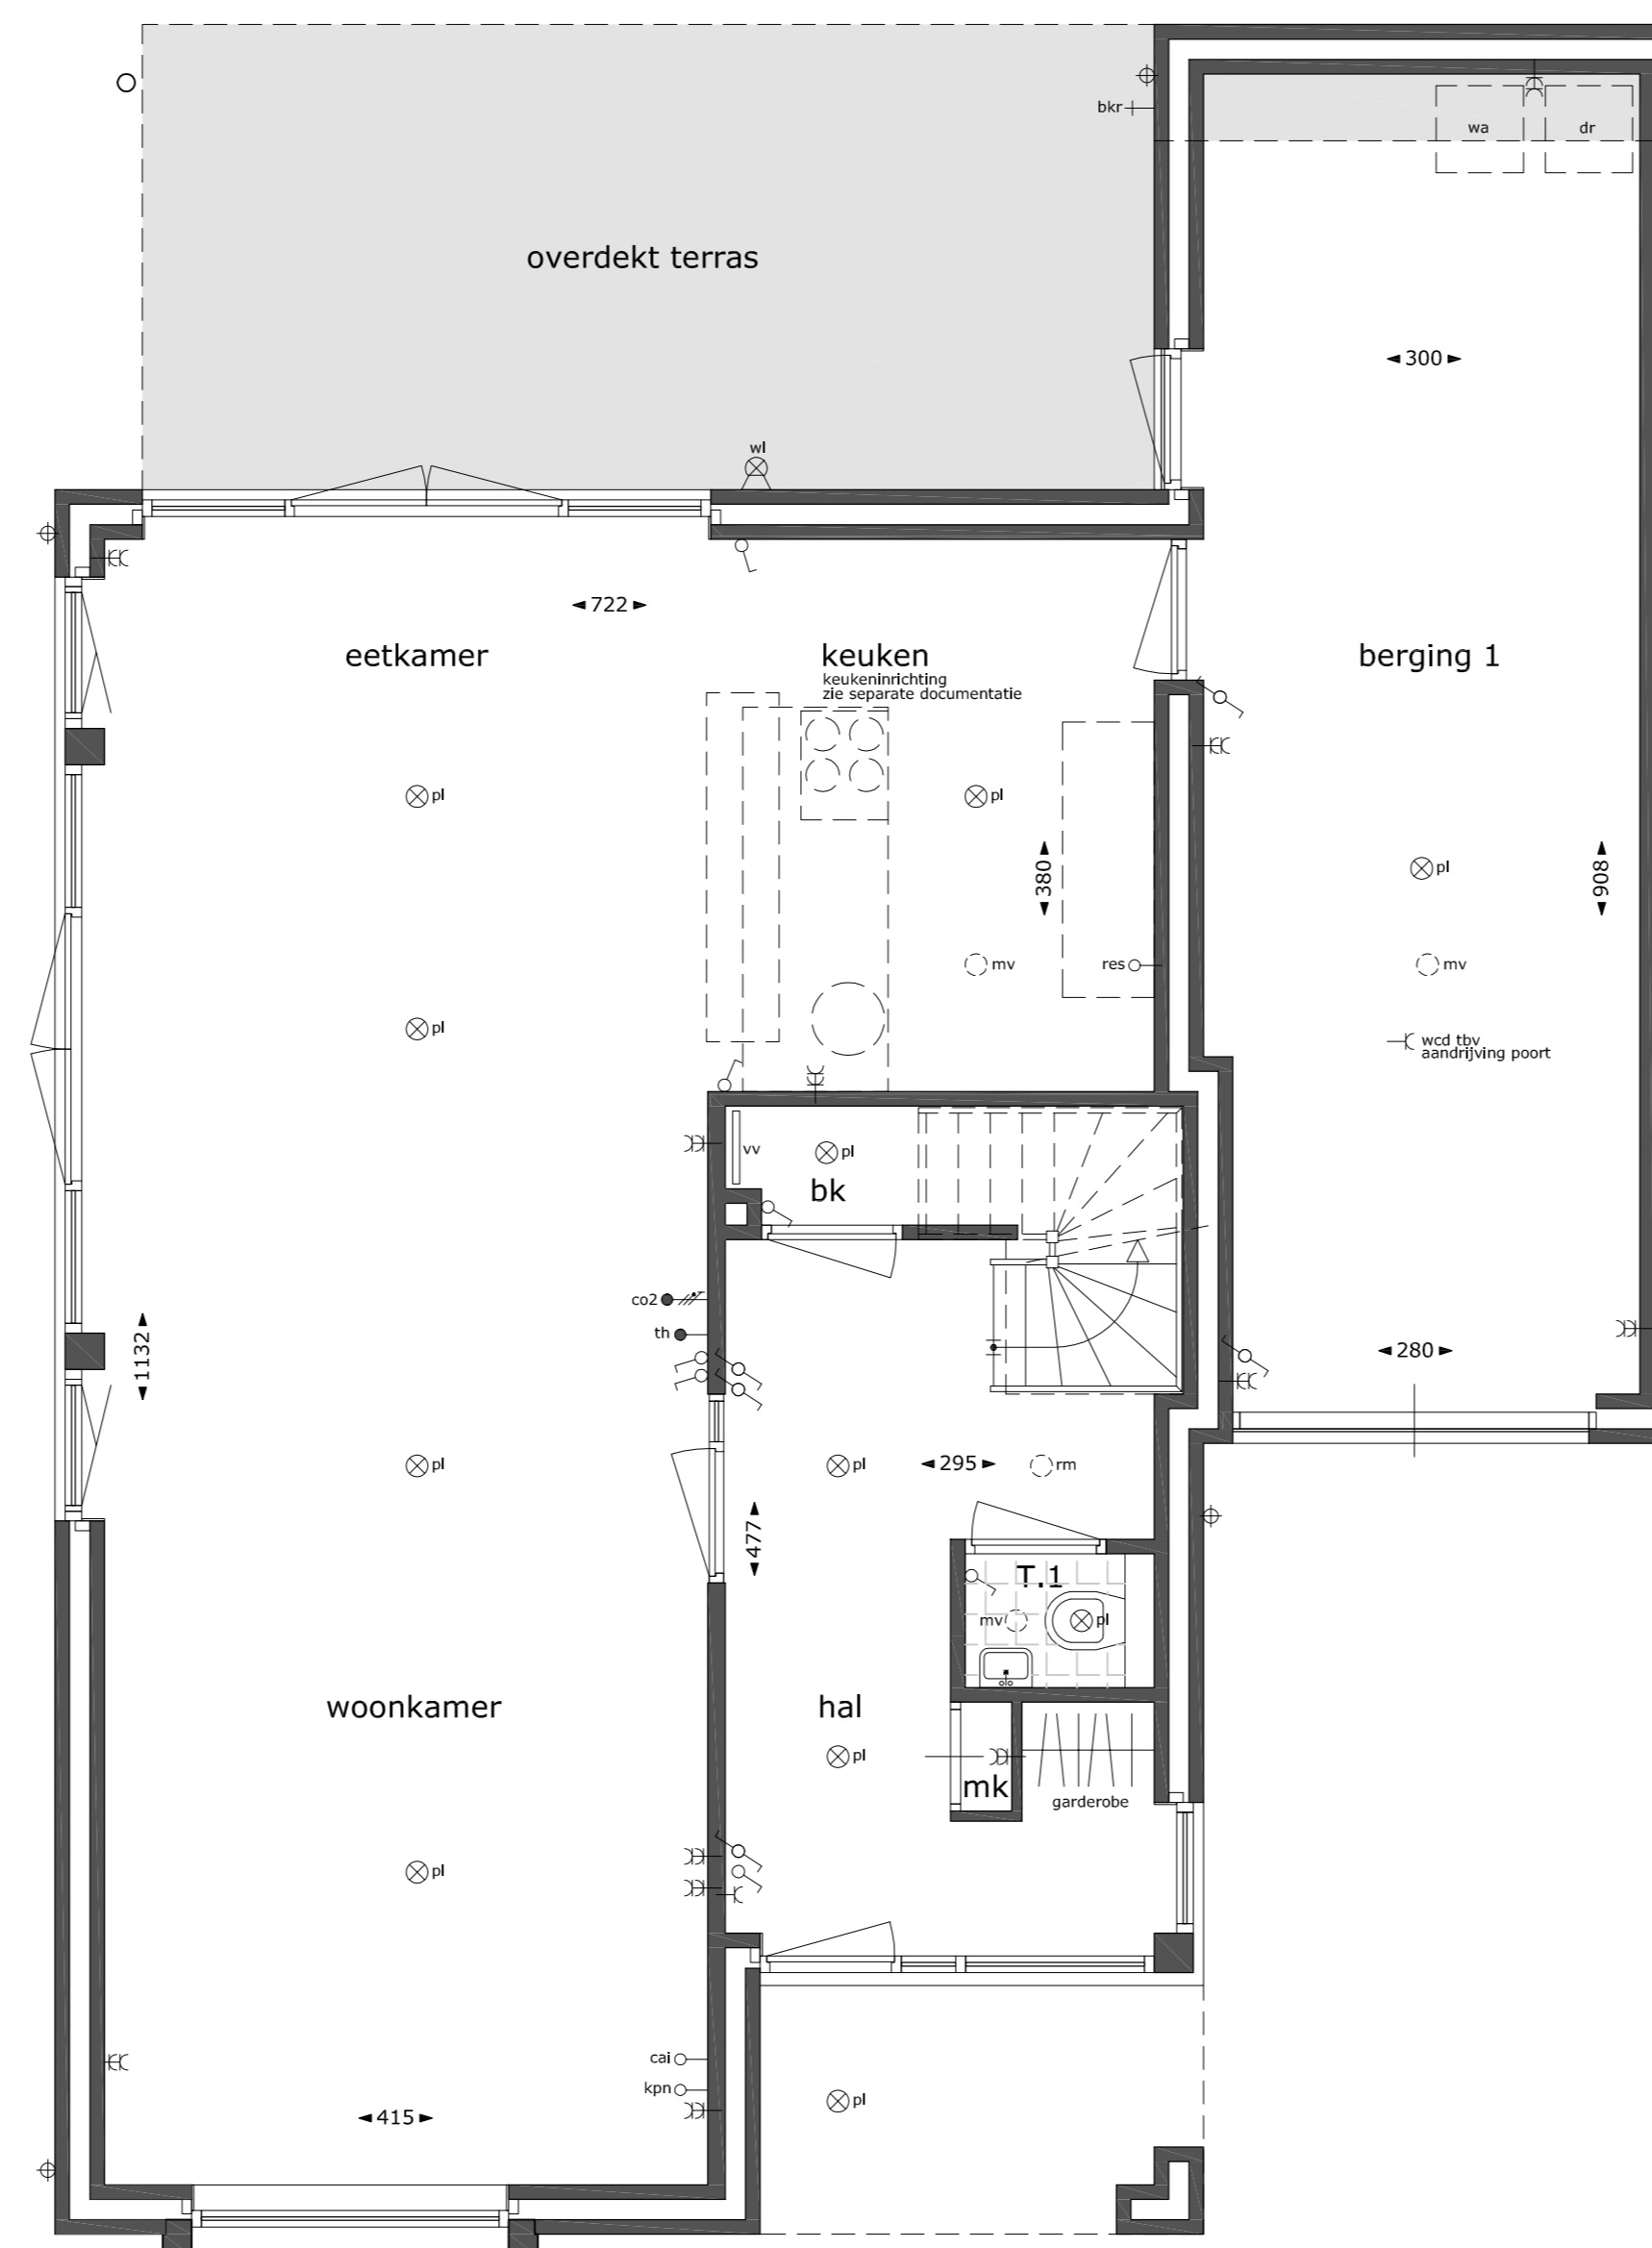 bkr
wa
dr
overdekt terras
300
wl
722
eetkamer
keuken
keukeninrichting
zie separate documentatie
berging 1
pl
pl
380
pl
908
mv
res
mv
pl
wcd tbv
aandrijving poort
vv
pl
bk
co2
th
1132
280
pl
pl
295
rm
477
T.1
mv
pl
woonkamer
hal
pl
mk
garderobe
pl
cai
kpn
pl
415